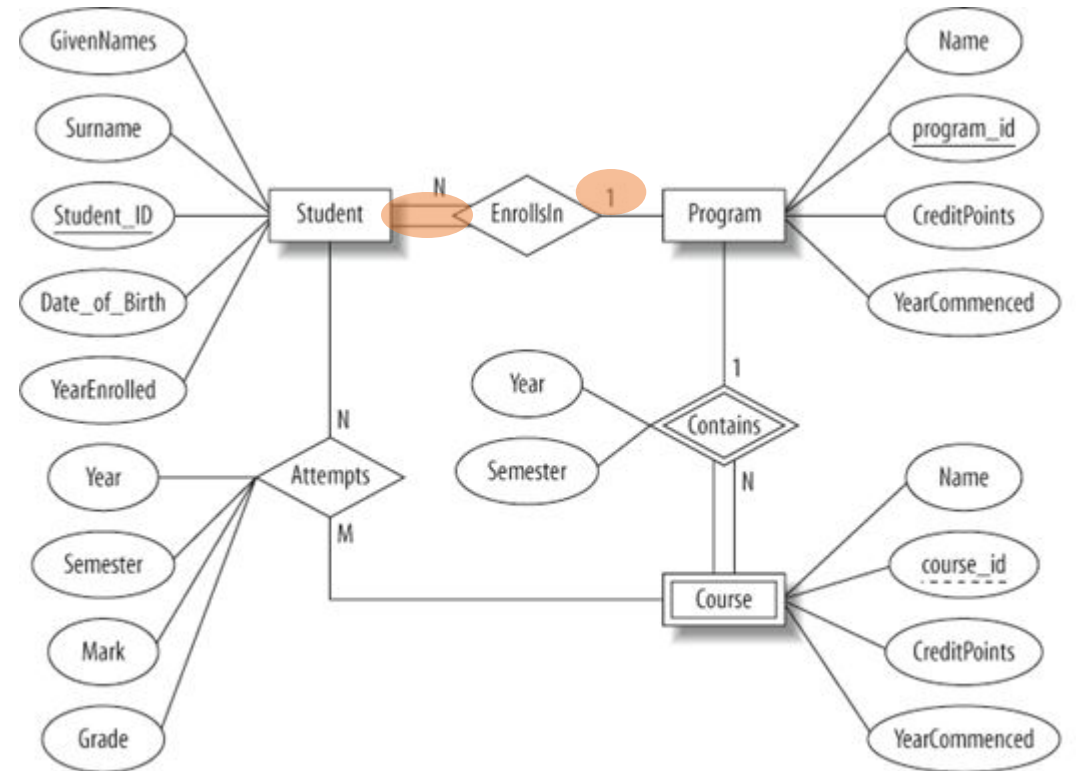 GivenNames
Surname
Student_ID
Date_of_Birth
YearEnrolled
Student
N
EnrollsIn
1
Program
Name
program_id
CreditPoints
YearCommenced
Year
Semester
1
Contains
N
N
Attempts
M
Year
Semester
Mark
Grade
Course
Name
course_id
CreditPoints
YearCommenced